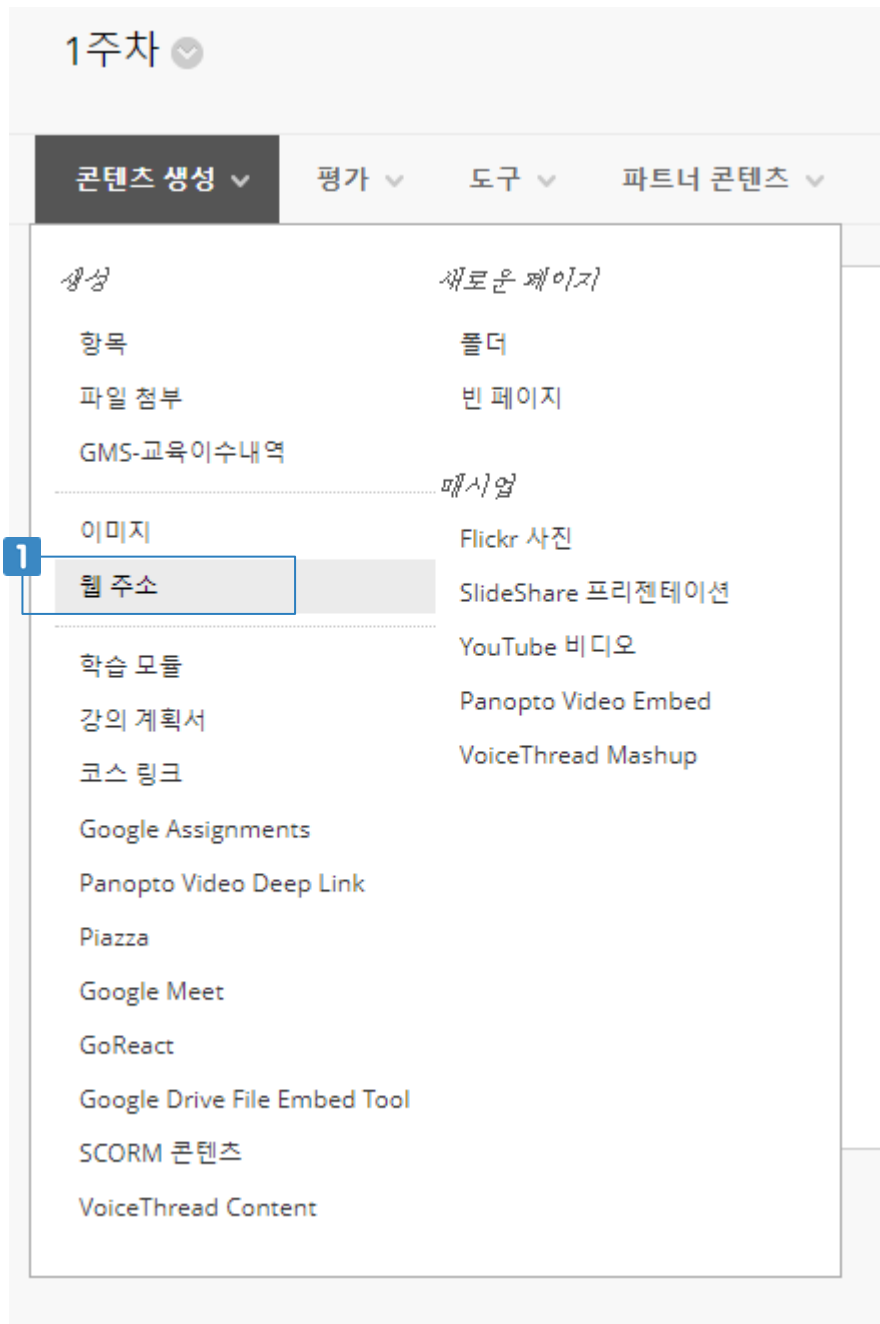 1주차
콘텐츠 생성
평가
도구
파트너 콘텐츠
생성
항목
파일 첨부
GMS-교육이수내역
이미지
1
웹 주소
학습 모듈
강의 계획서
코스 링크
Google Assignments
Panopto Video Deep Link
Piazza
Google Meet
GoReact
Google Drive File Embed Tool
SCORM 콘텐츠
VoiceThread Content
새로운 페이지
폴더
빈 페이지
매시업
Flickr 사진
SlideShare 프리젠테이션
YouTube 비디오
Panopto Video Embed
VoiceThread Mashup